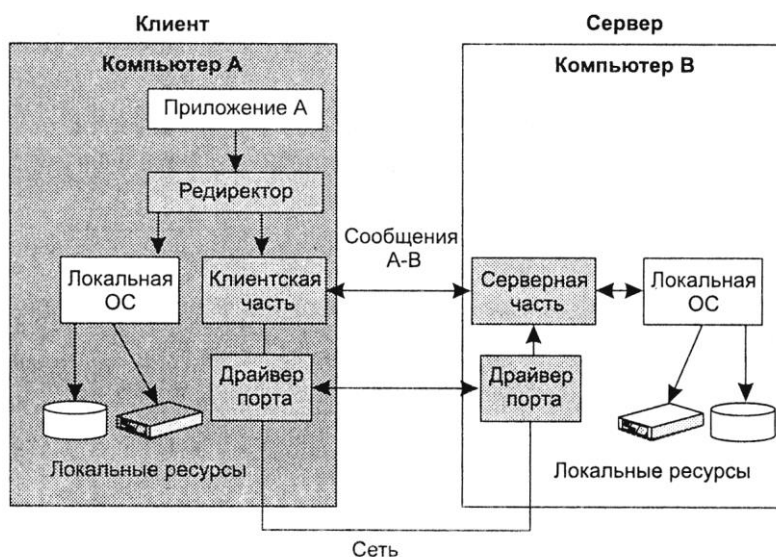 Клиент
Сервер
Компьютер А
Компьютер В
Приложение А
Редиректор
Сообщения
А-В
Локальная
ОС
Клиентская
часть
Серверная
часть
Локальная
ОС
Драйвер
порта
Драйвер
порта
Локальные ресурсы
Локальные ресурсы
Сеть